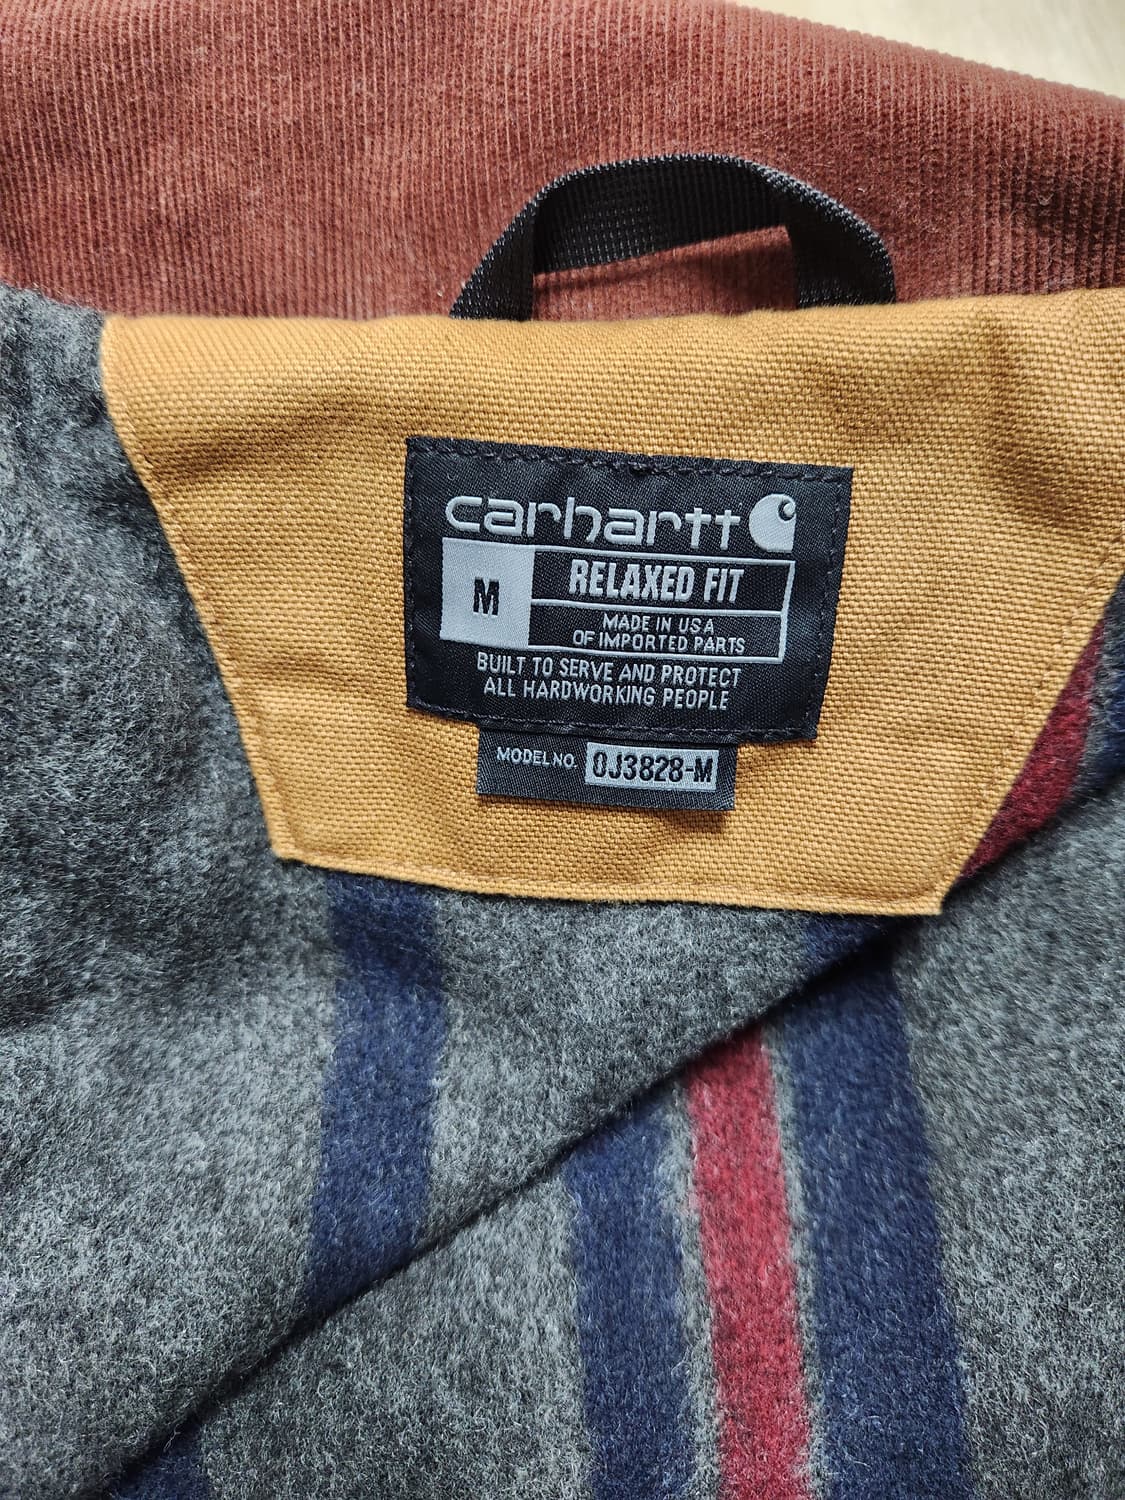 carhartt
M
RELAXED FIT
MADE IN USA
OF IMPORTED PARTS
BUILT TO SERVE AND PROTECT
ALL HARDWORKING PEOPLE
MODEL NO. OJ3828-M